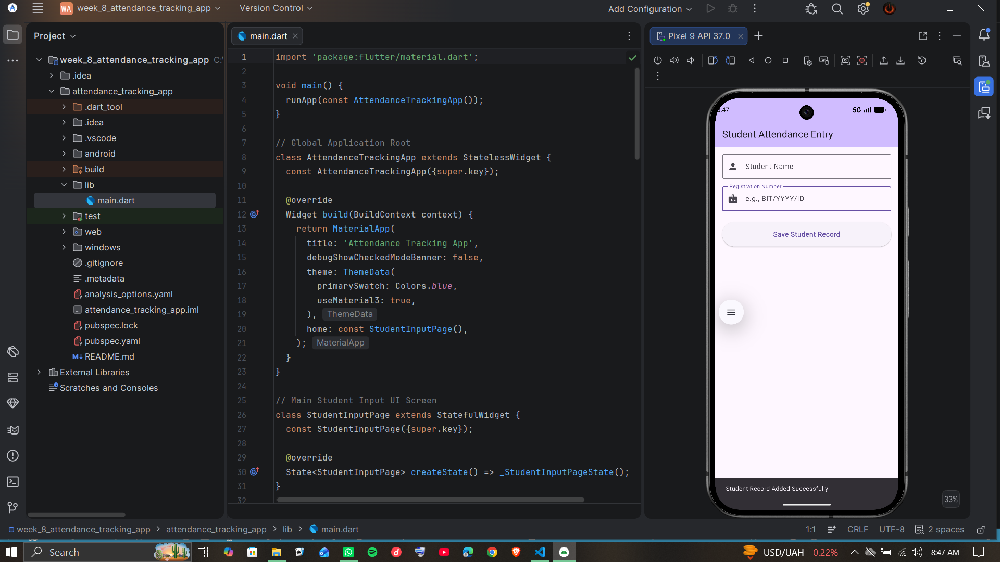 WA week_8_attendance_tracking_app Version Control Add Configuration
Project
week_8_attendance_tracking_app C:\
.idea
attendance_tracking_app
.dart_tool
.idea
.vscode
android
build
lib
main.dart
test
web
windows
.gitignore
.metadata
analysis_options.yaml
attendance_tracking_app.iml
pubspec.lock
pubspec.yaml
M↓ README.md
External Libraries
Scratches and Consoles
main.dart
1 import 'package:flutter/material.dart';
2
3 void main() {
4 runApp(const AttendanceTrackingApp());
5 }
6
7 // Global Application Root
8 class AttendanceTrackingApp extends StatelessWidget {
9 const AttendanceTrackingApp({super.key});
10
11 @override
12 Widget build(BuildContext context) {
13 return MaterialApp(
14 title: 'Attendance Tracking App',
15 debugShowCheckedModeBanner: false,
16 theme: ThemeData(
17 primarySwatch: Colors.blue,
18 useMaterial3: true,
19 ), ThemeData
20 home: const StudentInputPage(),
21 ); MaterialApp
22 }
23 }
24
25 // Main Student Input UI Screen
26 class StudentInputPage extends StatefulWidget {
27 const StudentInputPage({super.key});
28
29 @override
30 State<StudentInputPage> createState() => _StudentInputPageState();
31 }
32
Pixel 9 API 37.0
:47 5G
Student Attendance Entry
Student Name
Registration Number
e.g., BIT/YYYY/ID
Save Student Record
Student Record Added Successfully
33%
week_8_attendance_tracking_app > attendance_tracking_app > lib > main.dart
1:1 CRLF UTF-8 2 spaces
Search
USD/UAH -0.22%
8:47 AM